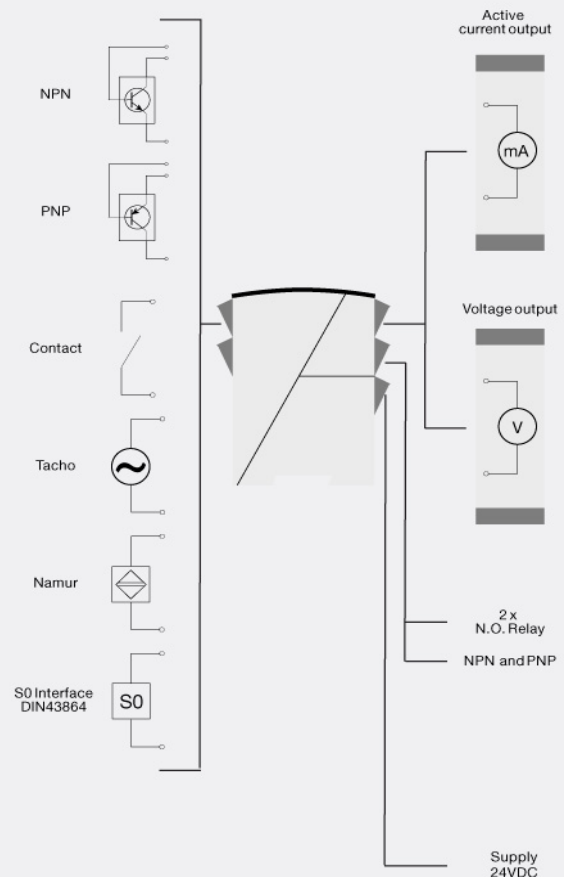 NPN
PNP
Contact
Tacho
Namur
S0 Interface
DIN43864
S0
Active
current output
mA
Voltage output
V
2 x
N.O. Relay
NPN and PNP
Supply
24VDC